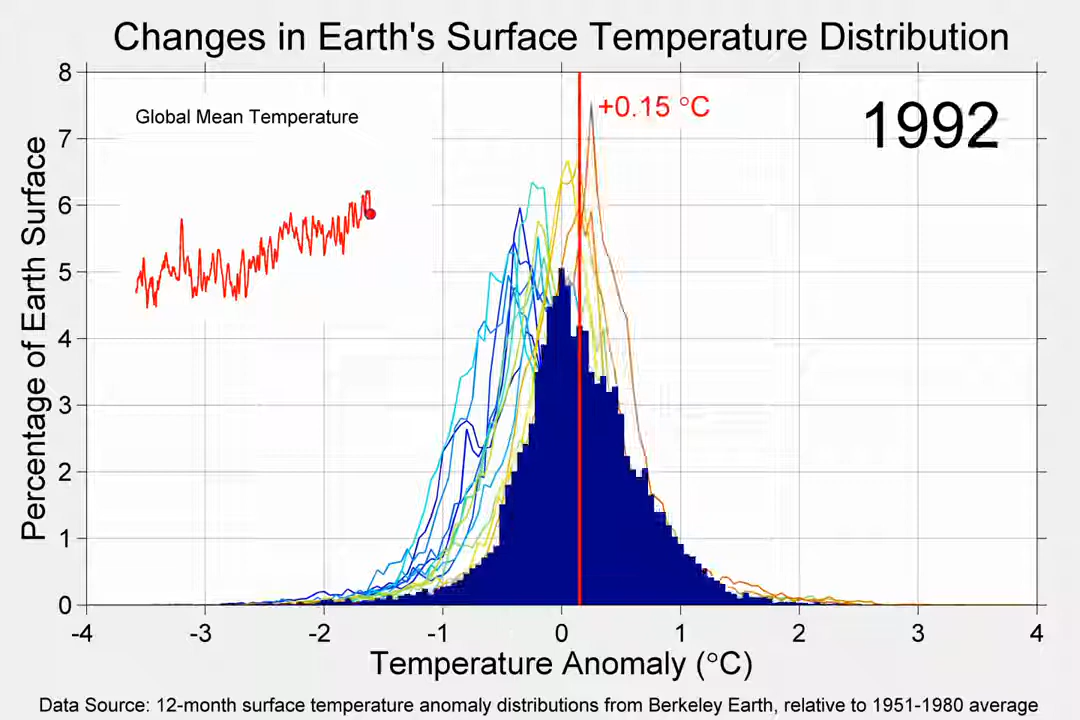 Changes in Earth's Surface Temperature Distribution
8
7
6
5
4
3
2
1
0
Percentage of Earth Surface
Global Mean Temperature
+0.15 °C
1992
-4 -3 -2 -1 0 1 2 3 4
Temperature Anomaly (°C)
Data Source: 12-month surface temperature anomaly distributions from Berkeley Earth, relative to 1951-1980 average